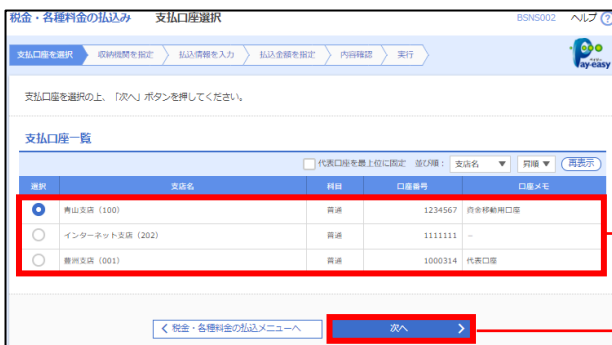 税金・各種料金の払込み 支払口座選択 BSNS002 ヘルプ ?
支払口座を選択 収納機関を指定 払込情報を入力 払込金額を指定 内容確認 実行
Pay-easy
支払口座を選択の上、「次へ」ボタンを押してください。
支払口座一覧
代表口座を最上位に固定 並び順： 支店名 ▼ 昇順 ▼ 再表示
選択 支店名 科目 口座番号 口座メモ
青山支店（100） 普通 1234567 資金移動用口座
インターネット支店（202） 普通 1111111 －
豊洲支店（001） 普通 1000314 代表口座
税金・各種料金の払込メニューへ 次へ